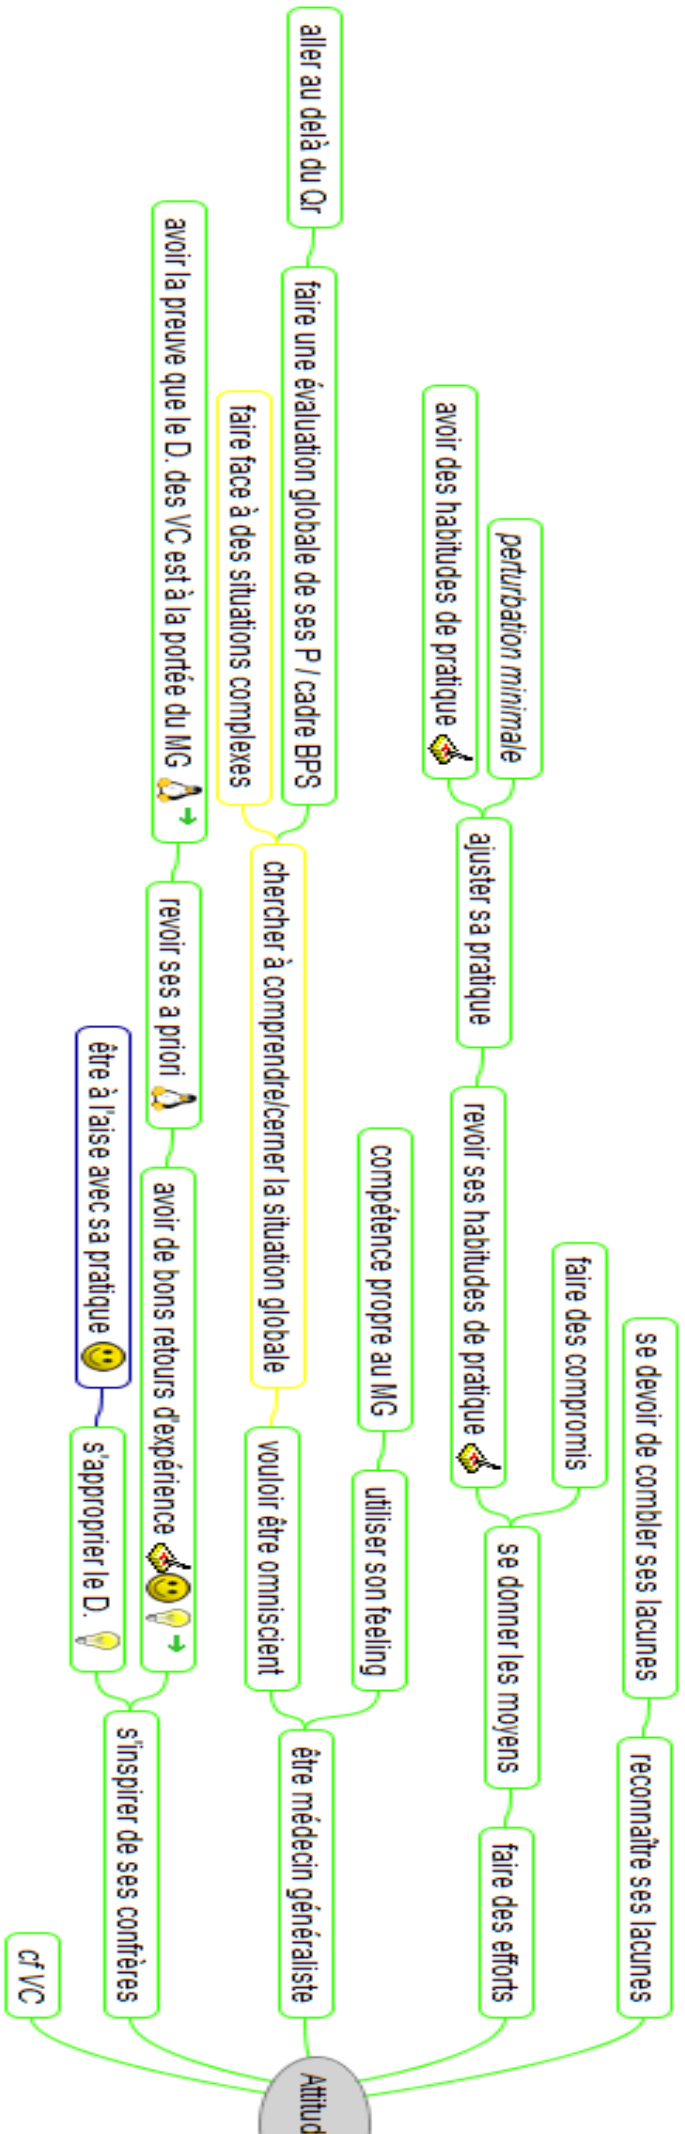 se devoir de combler ses lacunes
reconnaître ses lacunes
faire des compromis
perturbation minimale
avoir des habitudes de pratique
ajuster sa pratique
revoir ses habitudes de pratique
se donner les moyens
faire des efforts
compétence propre au MG
utiliser son feeling
aller au delà du Qr
faire une évaluation globale de ses P / cadre BPS
faire face à des situations complexes
chercher à comprendre/cerner la situation globale
vouloir être omniscient
être médecin généraliste
avoir la preuve que le D. des VC est à la portée du MG
revoir ses a priori
avoir de bons retours d'expérience
être à l'aise avec sa pratique
s'approprier le D.
s'inspirer de ses confrères
cf VC
Attitud